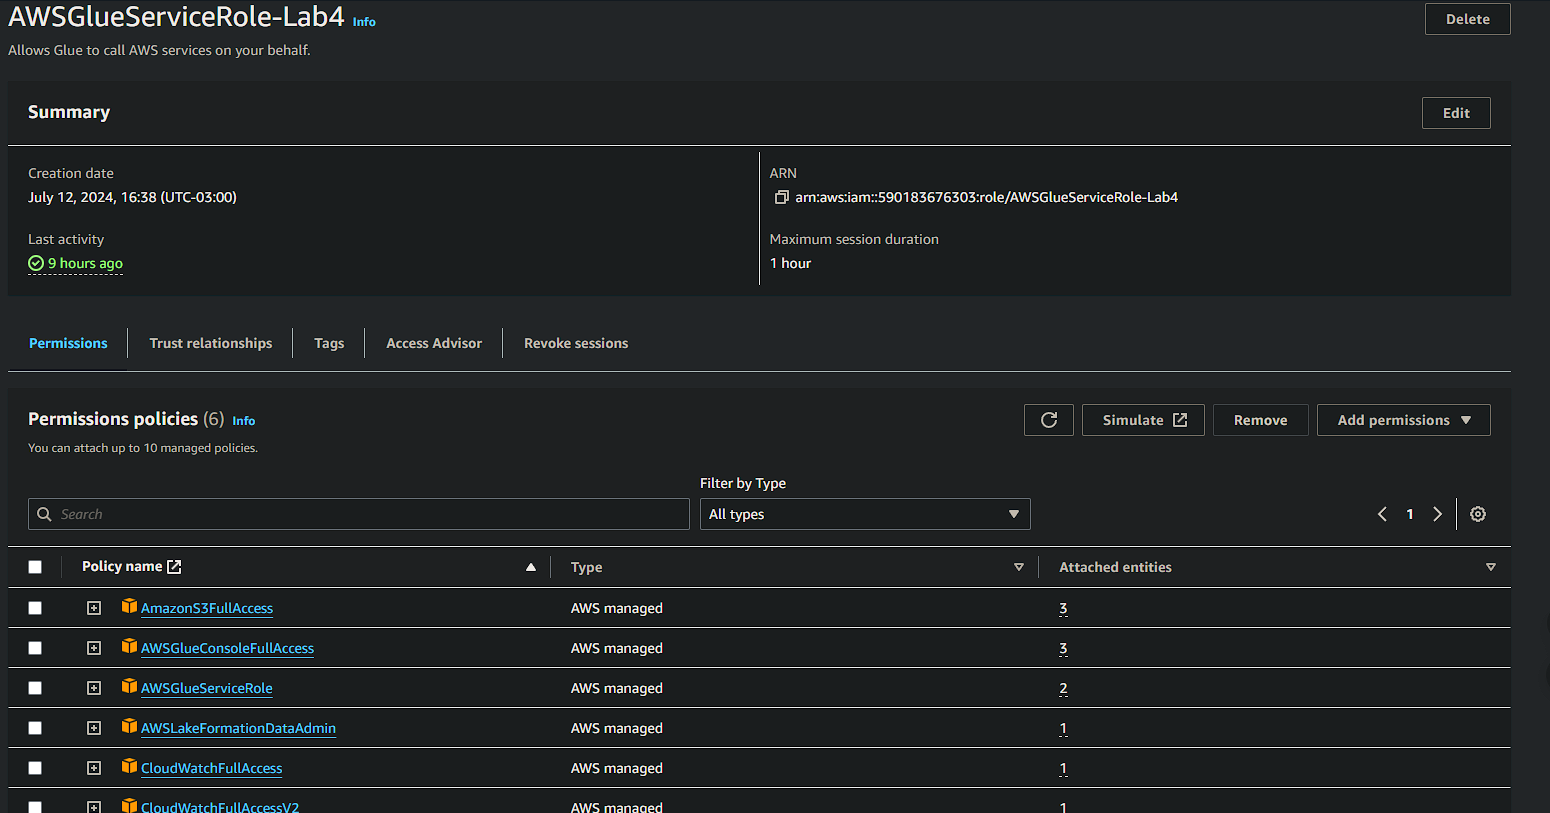 AWSGlueServiceRole-Lab4 Info
Delete
Allows Glue to call AWS services on your behalf.
Summary
Edit
Creation date
July 12, 2024, 16:38 (UTC-03:00)
ARN
arn:aws:iam::590183676303:role/AWSGlueServiceRole-Lab4
Last activity
9 hours ago
Maximum session duration
1 hour
Permissions Trust relationships Tags Access Advisor Revoke sessions
Permissions policies (6) Info
You can attach up to 10 managed policies.
Simulate Remove Add permissions
Filter by Type
Search All types 1
Policy name Type Attached entities
AmazonS3FullAccess AWS managed 3
AWSGlueConsoleFullAccess AWS managed 3
AWSGlueServiceRole AWS managed 2
AWSLakeFormationDataAdmin AWS managed 1
CloudWatchFullAccess AWS managed 1
CloudWatchFullAccessV2 AWS managed 1